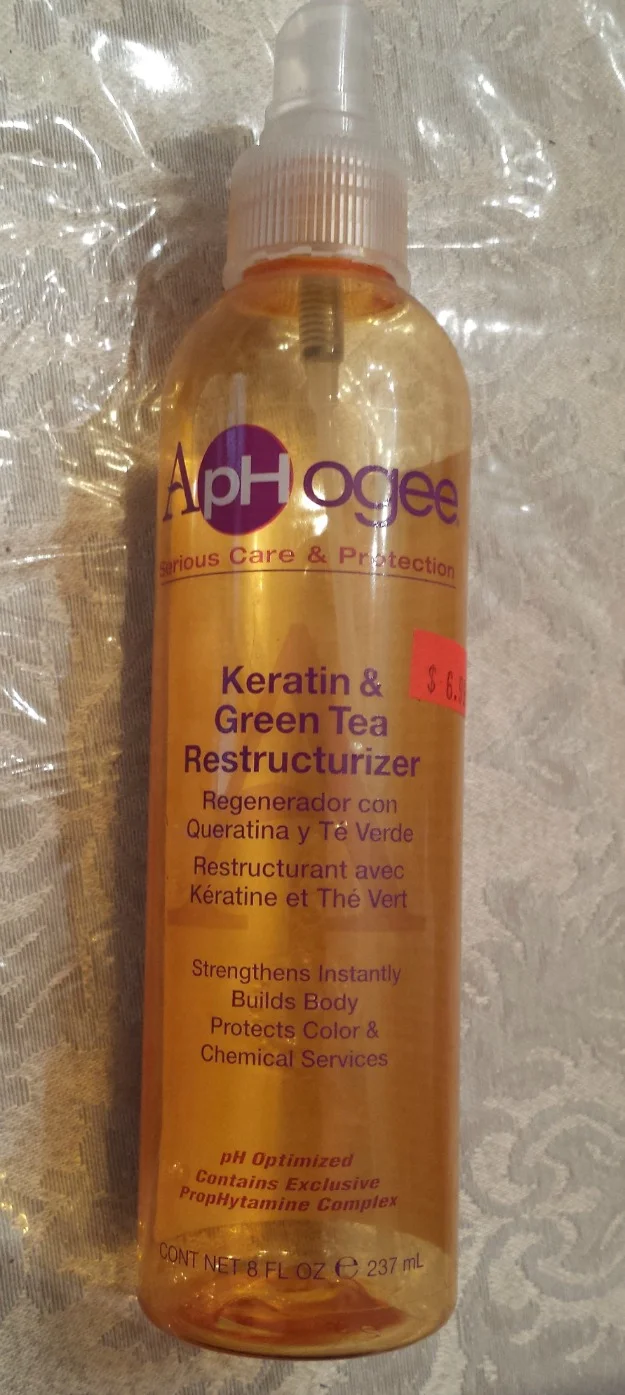 ApHogee
Serious Care & Protection
$ 6.9
Keratin &
Green Tea
Restructurizer
Regenerador con
Queratina y Té Verde
Restructurant avec
Kératine et Thé Vert
Strengthens Instantly
Builds Body
Protects Color &
Chemical Services
pH Optimized
Contains Exclusive
PropHytamine Complex
CONT NET 8 FL OZ ℮ 237 mL